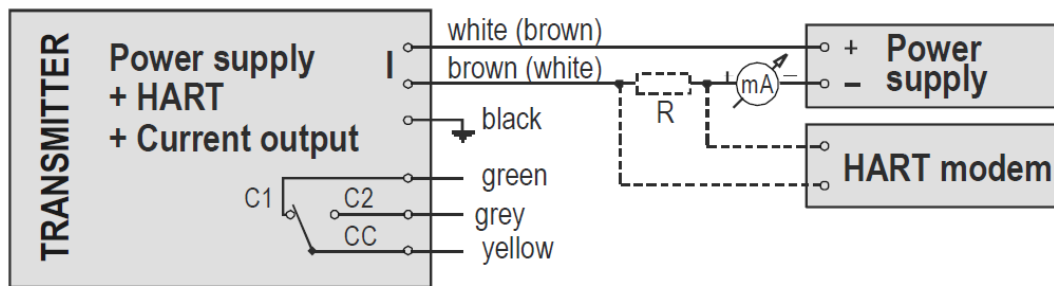 TRANSMITTER
Power supply
+ HART
+ Current output
I
white (brown)
brown (white)
black
green
grey
yellow
C1
C2
CC
R
+ mA −
+ Power
− supply
HART modem